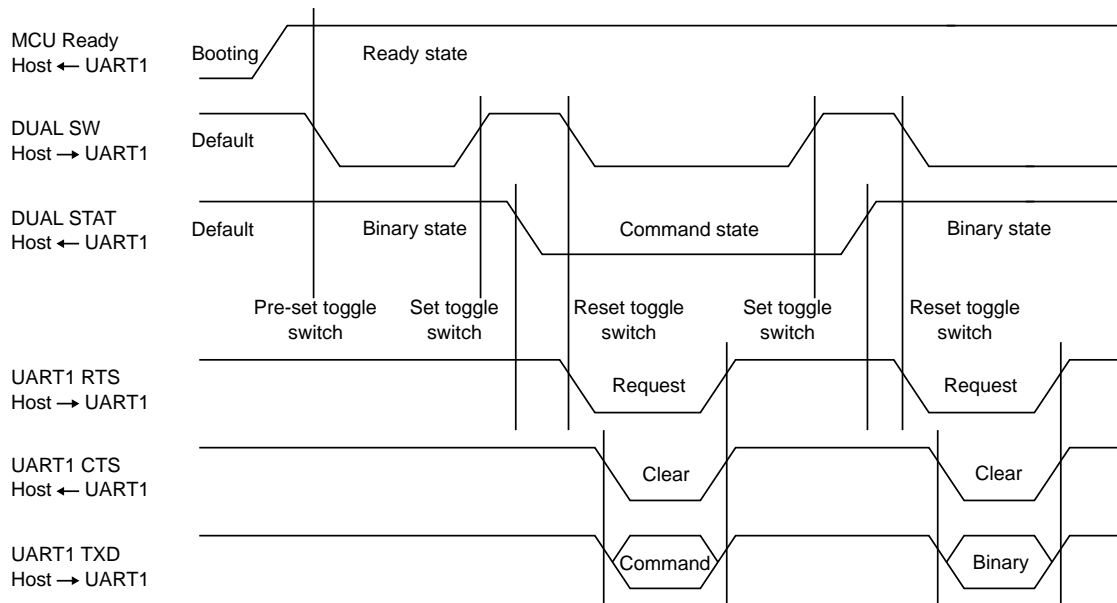 MCU Ready
Host ← UART1
Booting
Ready state
DUAL SW
Host → UART1
Default
DUAL STAT
Host ← UART1
Default
Binary state
Command state
Binary state
Pre-set toggle
switch
Set toggle
switch
Reset toggle
switch
Set toggle
switch
Reset toggle
switch
UART1 RTS
Host → UART1
Request
Request
UART1 CTS
Host ← UART1
Clear
Clear
UART1 TXD
Host → UART1
Command
Binary